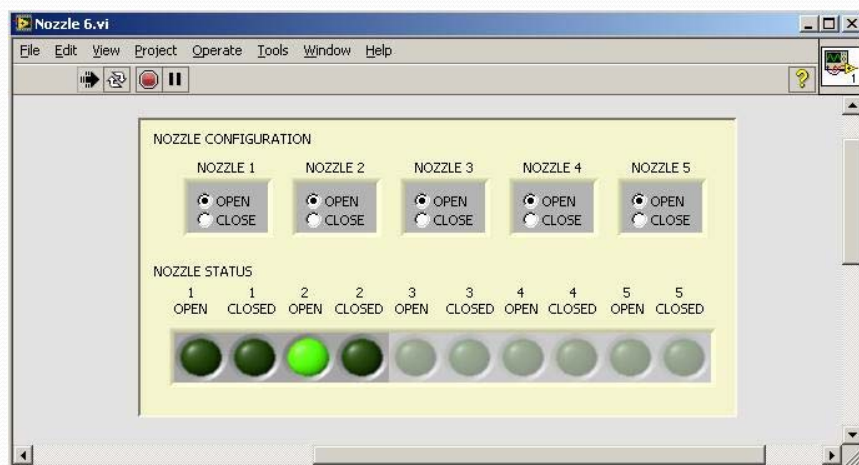 Nozzle 6.vi
File Edit View Project Operate Tools Window Help
?
1
NOZZLE CONFIGURATION
NOZZLE 1 NOZZLE 2 NOZZLE 3 NOZZLE 4 NOZZLE 5
OPEN OPEN OPEN OPEN OPEN
CLOSE CLOSE CLOSE CLOSE CLOSE
NOZZLE STATUS
1 1 2 2 3 3 4 4 5 5
OPEN CLOSED OPEN CLOSED OPEN CLOSED OPEN CLOSED OPEN CLOSED